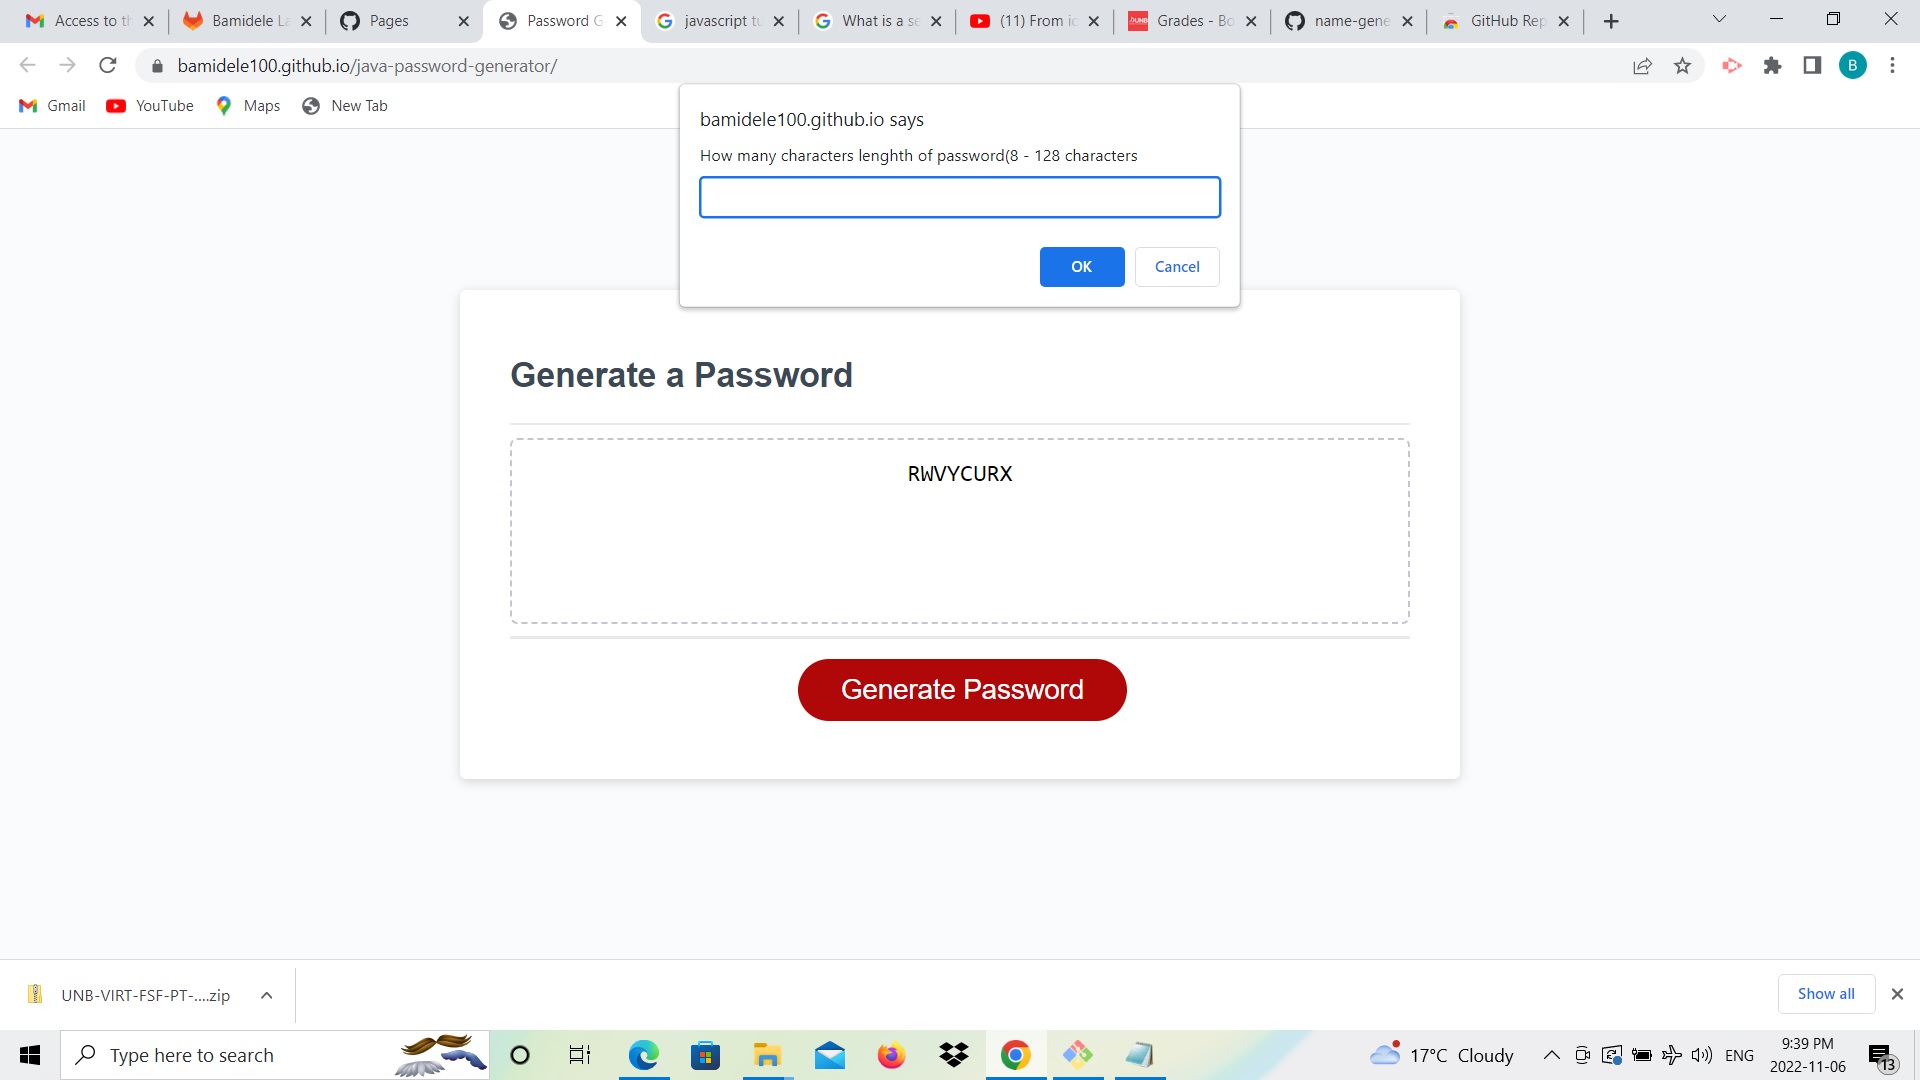 Access to th
Bamidele La
Pages
Password G
javascript tu
What is a se
(11) From ic
UNB
Grades - Bo
name-gene
GitHub Rep
bamidele100.github.io/java-password-generator/
B
Gmail
YouTube
Maps
New Tab
bamidele100.github.io says
How many characters lenghth of password(8 - 128 characters
OK
Cancel
Generate a Password
RWVYCURX
Generate Password
UNB-VIRT-FSF-PT-....zip
Show all
Type here to search
17°C Cloudy
ENG
9:39 PM
2022-11-06
13